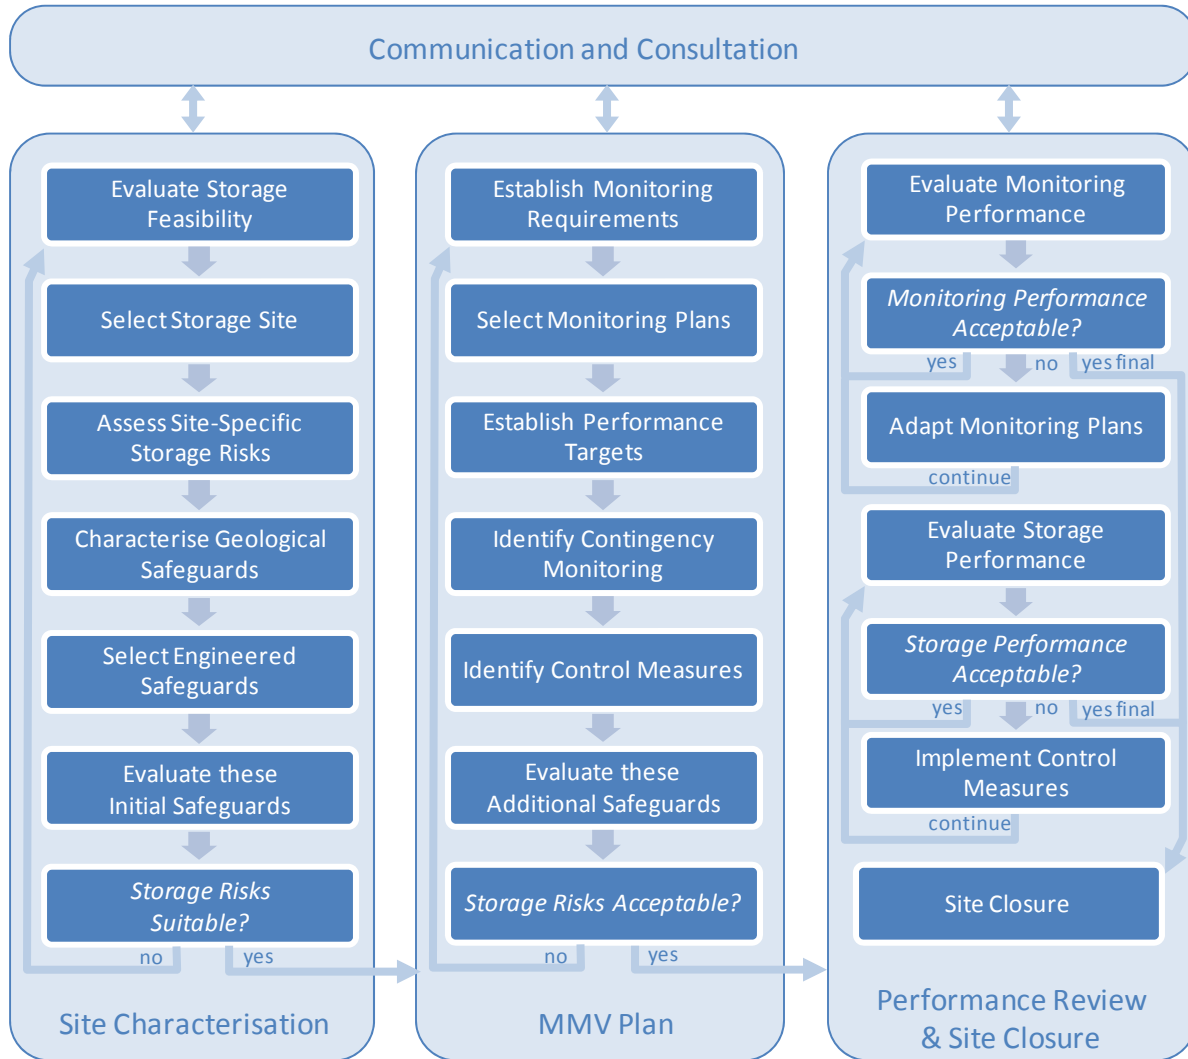 Communication and Consultation
Evaluate Storage
Feasibility
Select Storage Site
Assess Site-Specific
Storage Risks
Characterise Geological
Safeguards
Select Engineered
Safeguards
Evaluate these
Initial Safeguards
Storage Risks
Suitable?
no
yes
Site Characterisation
Establish Monitoring
Requirements
Select Monitoring Plans
Establish Performance
Targets
Identify Contingency
Monitoring
Identify Control Measures
Evaluate these
Additional Safeguards
Storage Risks Acceptable?
no
yes
MMV Plan
Evaluate Monitoring
Performance
Monitoring Performance
Acceptable?
yes
no
yes final
Adapt Monitoring Plans
continue
Evaluate Storage
Performance
Storage Performance
Acceptable?
yes
no
yes final
Implement Control
Measures
continue
Site Closure
Performance Review
& Site Closure